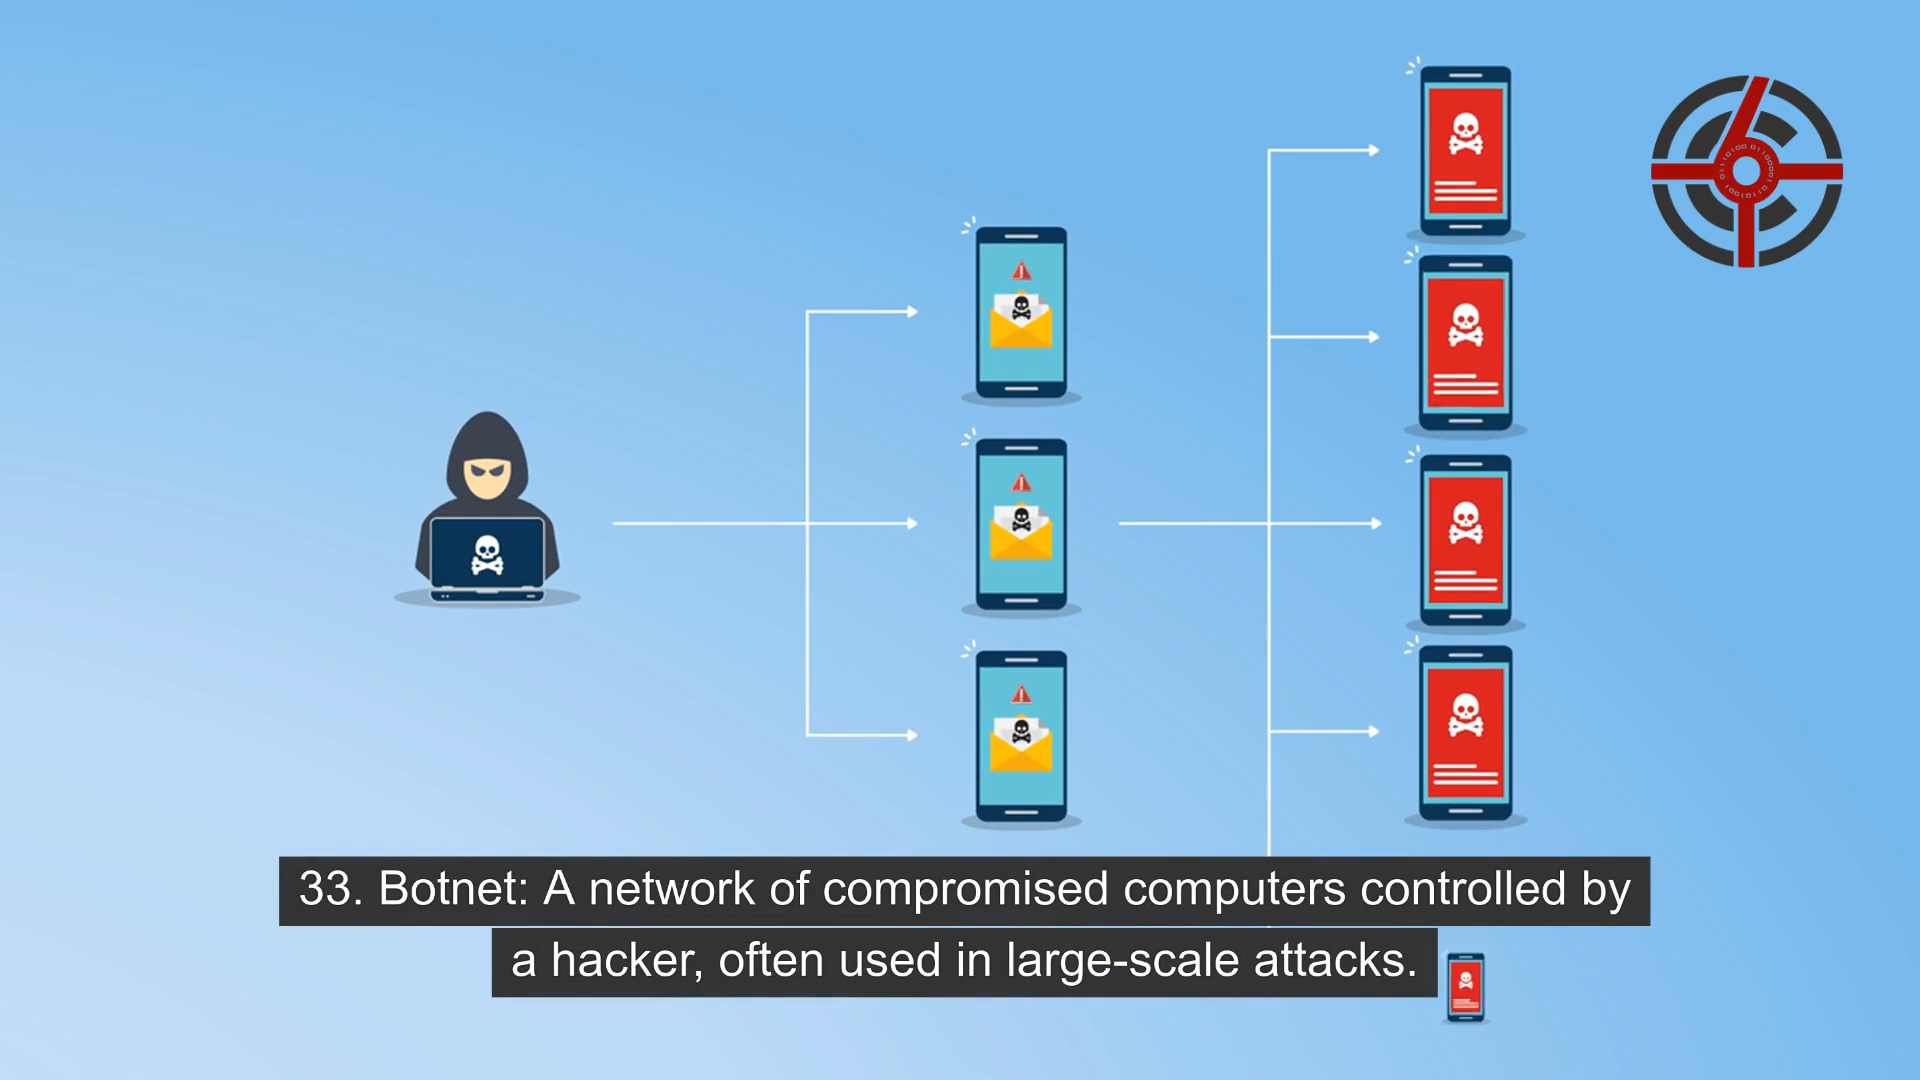 33. Botnet: A network of compromised computers controlled by
a hacker, often used in large-scale attacks.